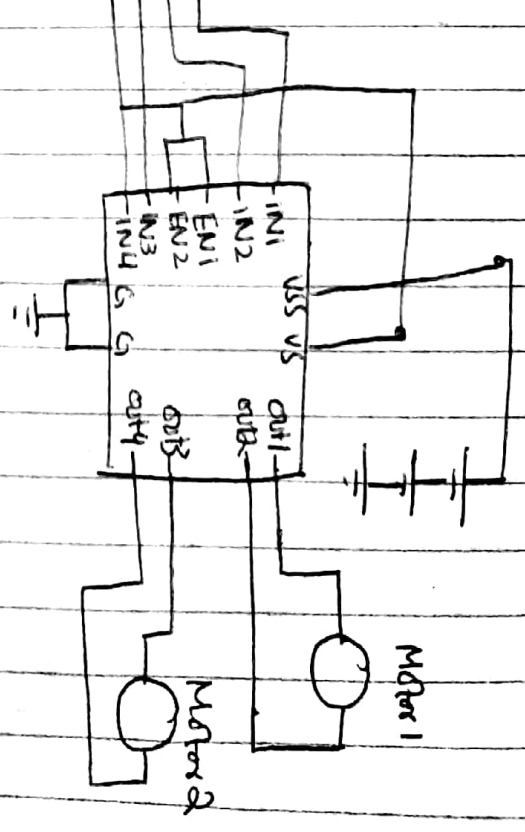 IN4
IN3
EN2
EN1
IN2
IN1
G
G
VSS
VS
OUT4
OUT3
OUT2
OUT1
Motor 1
Motor 2